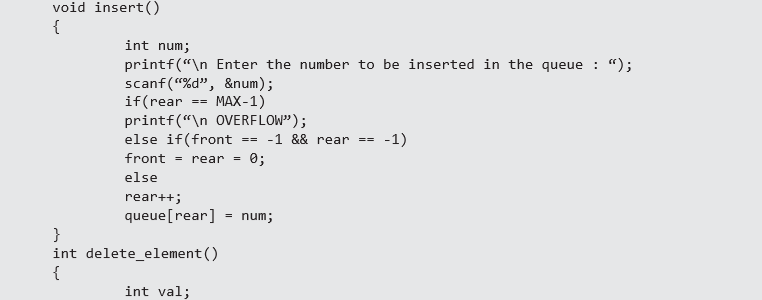 void insert()
{
int num;
printf(“\n Enter the number to be inserted in the queue : “);
scanf(“%d”, &num);
if(rear == MAX-1)
printf(“\n OVERFLOW”);
else if(front == -1 && rear == -1)
front = rear = 0;
else
rear++;
queue[rear] = num;
}
int delete_element()
{
int val;